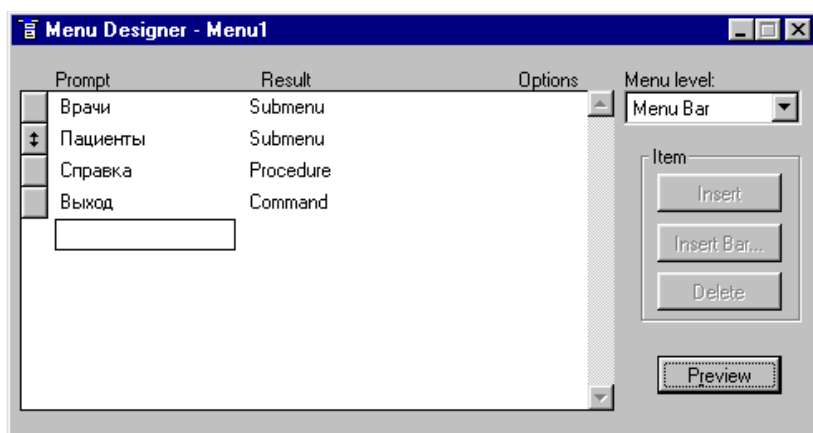 Menu Designer - Menu1
Prompt Result Options Menu level:
Врачи Submenu Menu Bar
Пациенты Submenu
Item
Справка Procedure
Insert
Выход Command
Insert Bar...
Delete
Preview